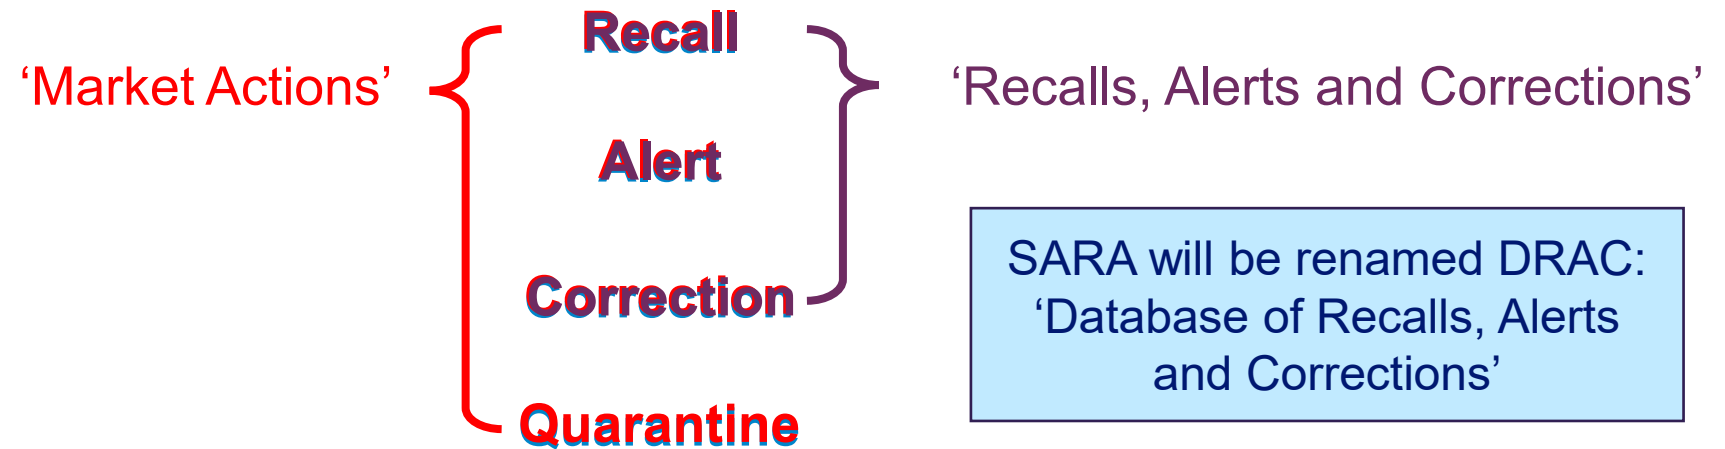 ‘Market Actions’
Recall
Alert
Correction
Quarantine
‘Recalls, Alerts and Corrections’
SARA will be renamed DRAC:
‘Database of Recalls, Alerts
and Corrections’